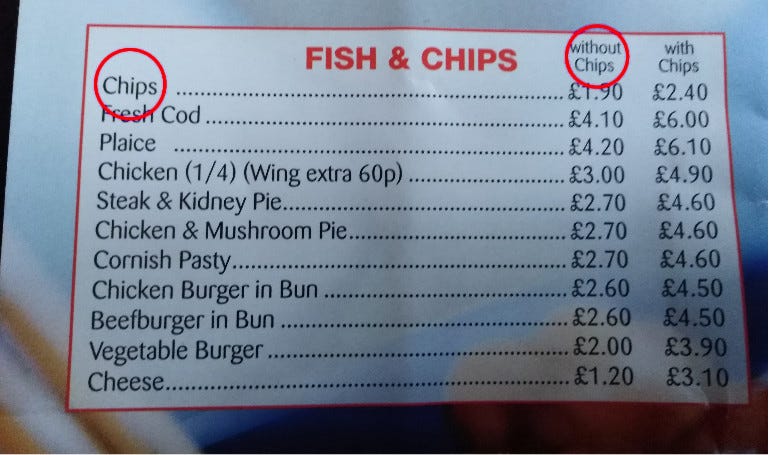 FISH & CHIPS without Chips with Chips
Chips £1.90 £2.40
Fresh Cod £4.10 £6.00
Plaice £4.20 £6.10
Chicken (1/4) (Wing extra 60p) £3.00 £4.90
Steak & Kidney Pie £2.70 £4.60
Chicken & Mushroom Pie £2.70 £4.60
Cornish Pasty £2.70 £4.60
Chicken Burger in Bun £2.60 £4.50
Beefburger in Bun £2.60 £4.50
Vegetable Burger £2.00 £3.90
Cheese £1.20 £3.10